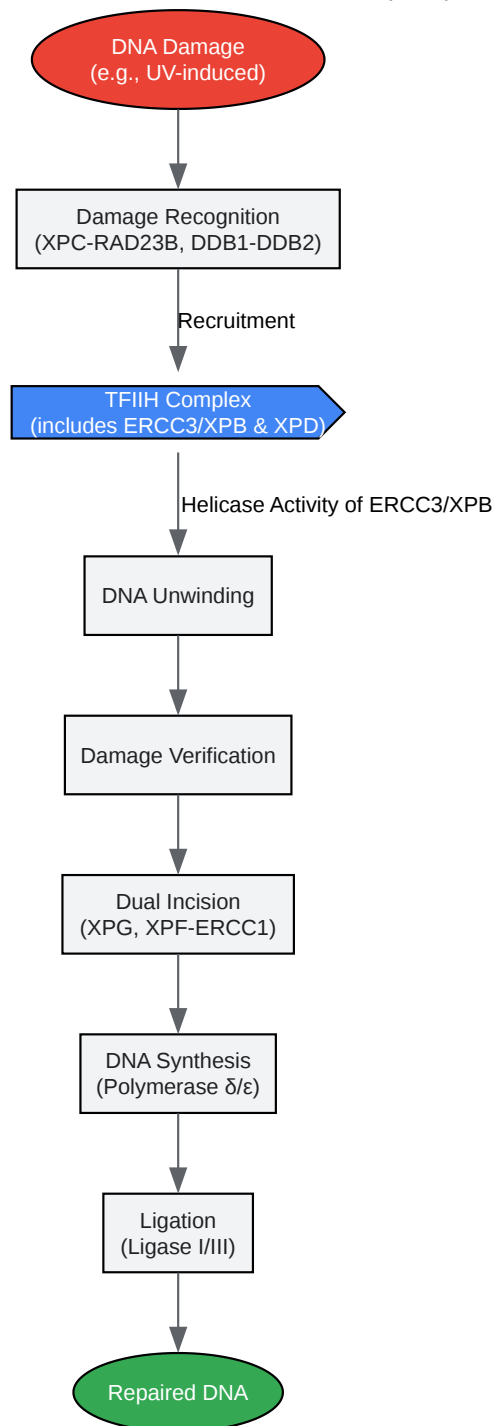 DNA Damage
(e.g., UV-induced)
Damage Recognition
(XPC-RAD23B, DDB1-DDB2)
Recruitment
TFIIH Complex
(includes ERCC3/XPB & XPD)
Helicase Activity of ERCC3/XPB
DNA Unwinding
Damage Verification
Dual Incision
(XPG, XPF-ERCC1)
DNA Synthesis
(Polymerase δ/ε)
Ligation
(Ligase I/III)
Repaired DNA